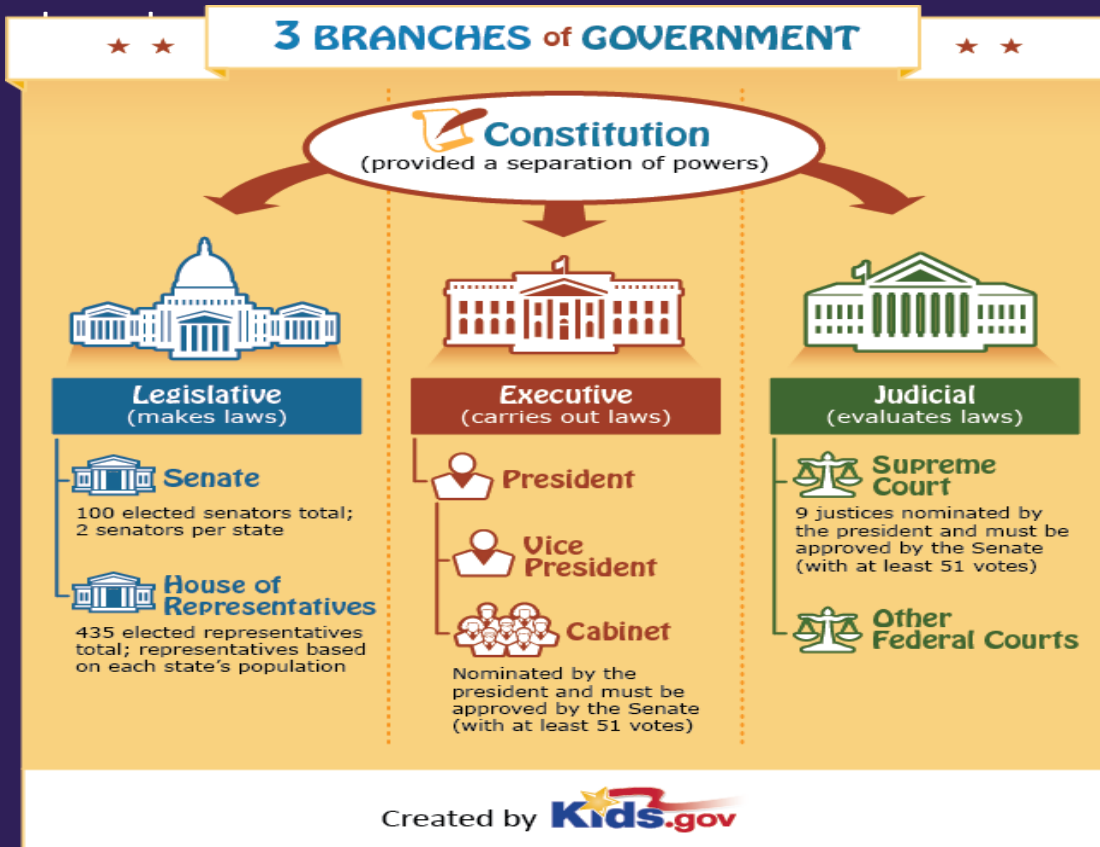 3 BRANCHES of GOVERNMENT
Constitution
(provided a separation of powers)
Legislative
(makes laws)
Senate
100 elected senators total;
2 senators per state
House of
Representatives
435 elected representatives
total; representatives based
on each state's population
Executive
(carries out laws)
President
Vice
President
Cabinet
Nominated by the
president and must be
approved by the Senate
(with at least 51 votes)
Judicial
(evaluates laws)
Supreme
Court
9 justices nominated by
the president and must be
approved by the Senate
(with at least 51 votes)
Other
Federal Courts
Created by Kids.gov